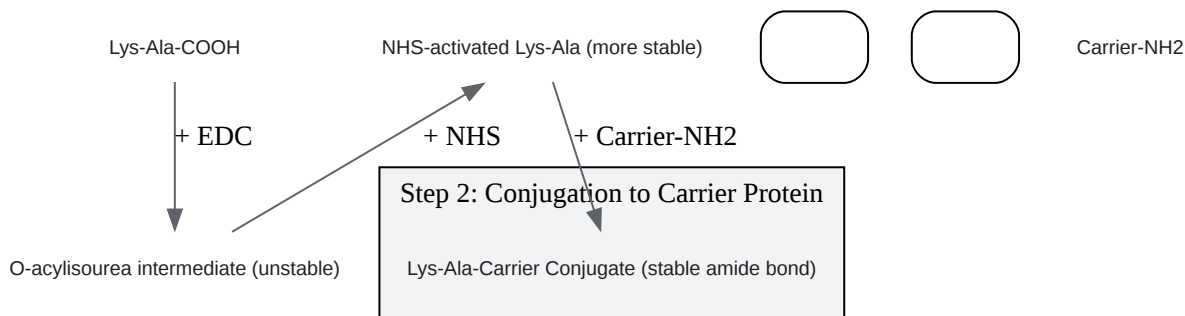 Lys-Ala-COOH
NHS-activated Lys-Ala (more stable)
Carrier-NH2
+ EDC
+ NHS
+ Carrier-NH2
Step 2: Conjugation to Carrier Protein
O-acylisourea intermediate (unstable)
Lys-Ala-Carrier Conjugate (stable amide bond)